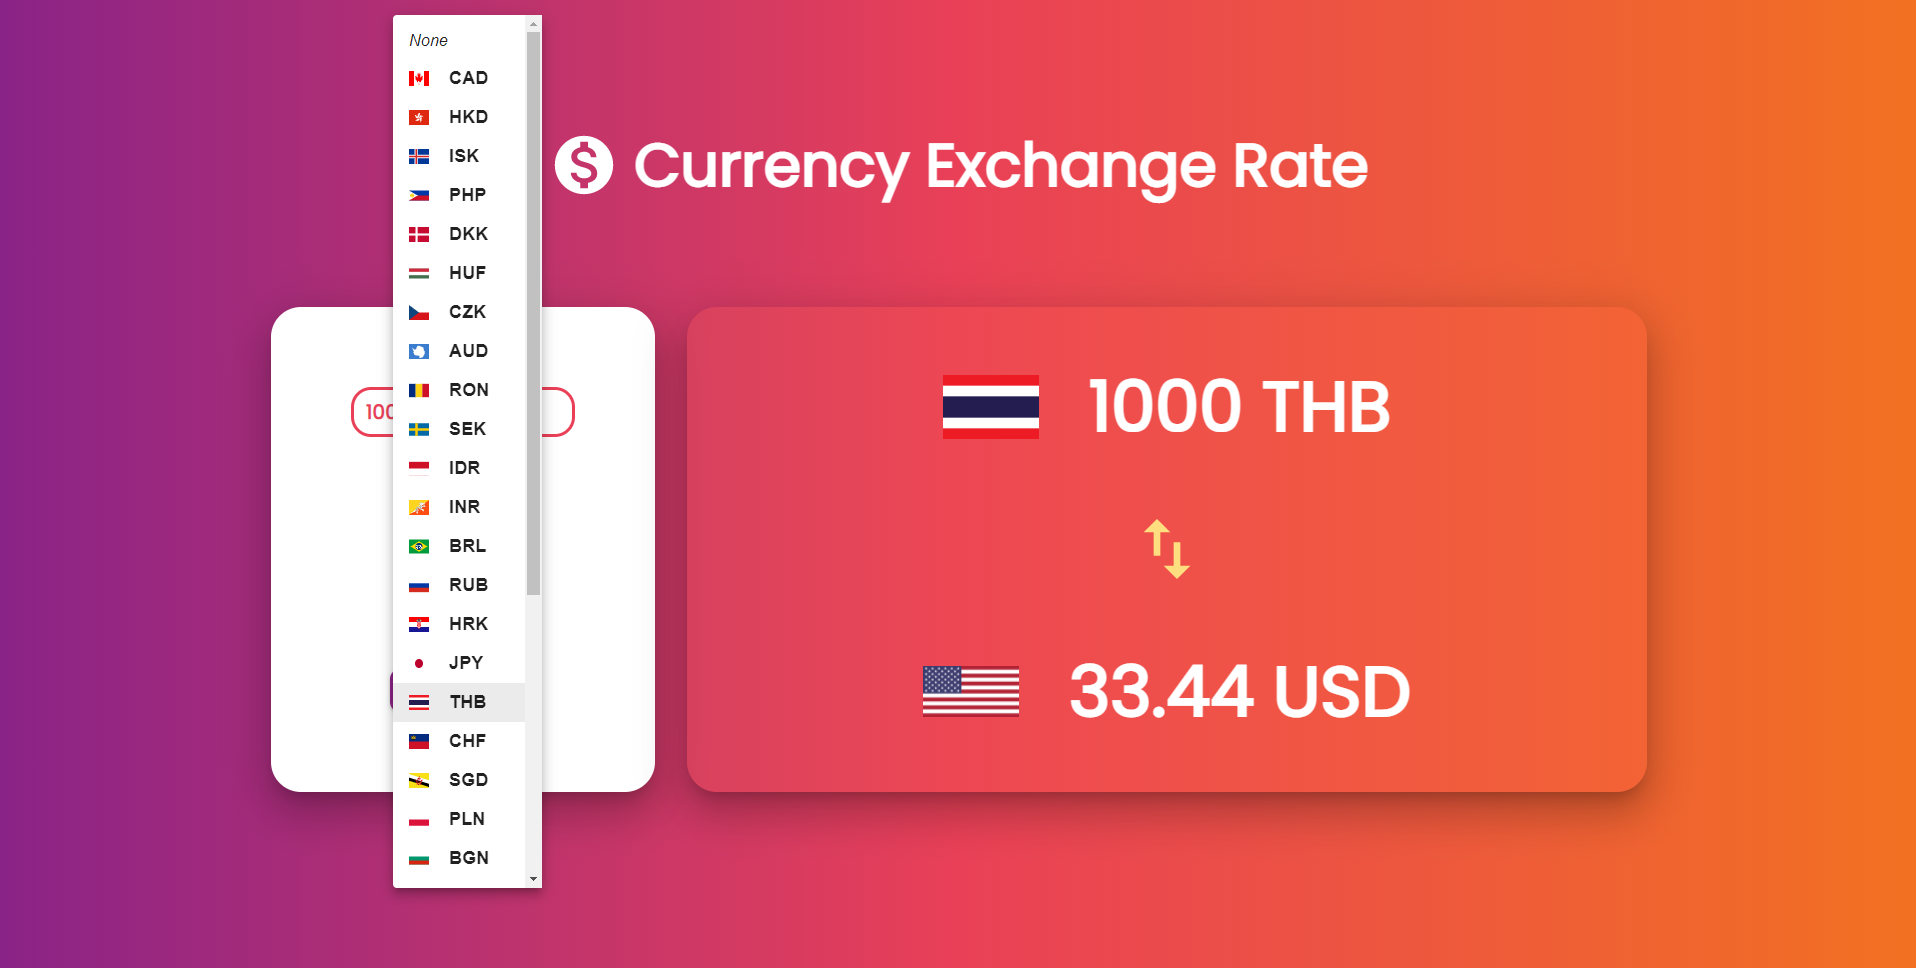 None
CAD
HKD
ISK
PHP
DKK
HUF
CZK
AUD
RON
SEK
IDR
INR
BRL
RUB
HRK
JPY
THB
CHF
SGD
PLN
BGN
$ Currency Exchange Rate
100
1000 THB
33.44 USD